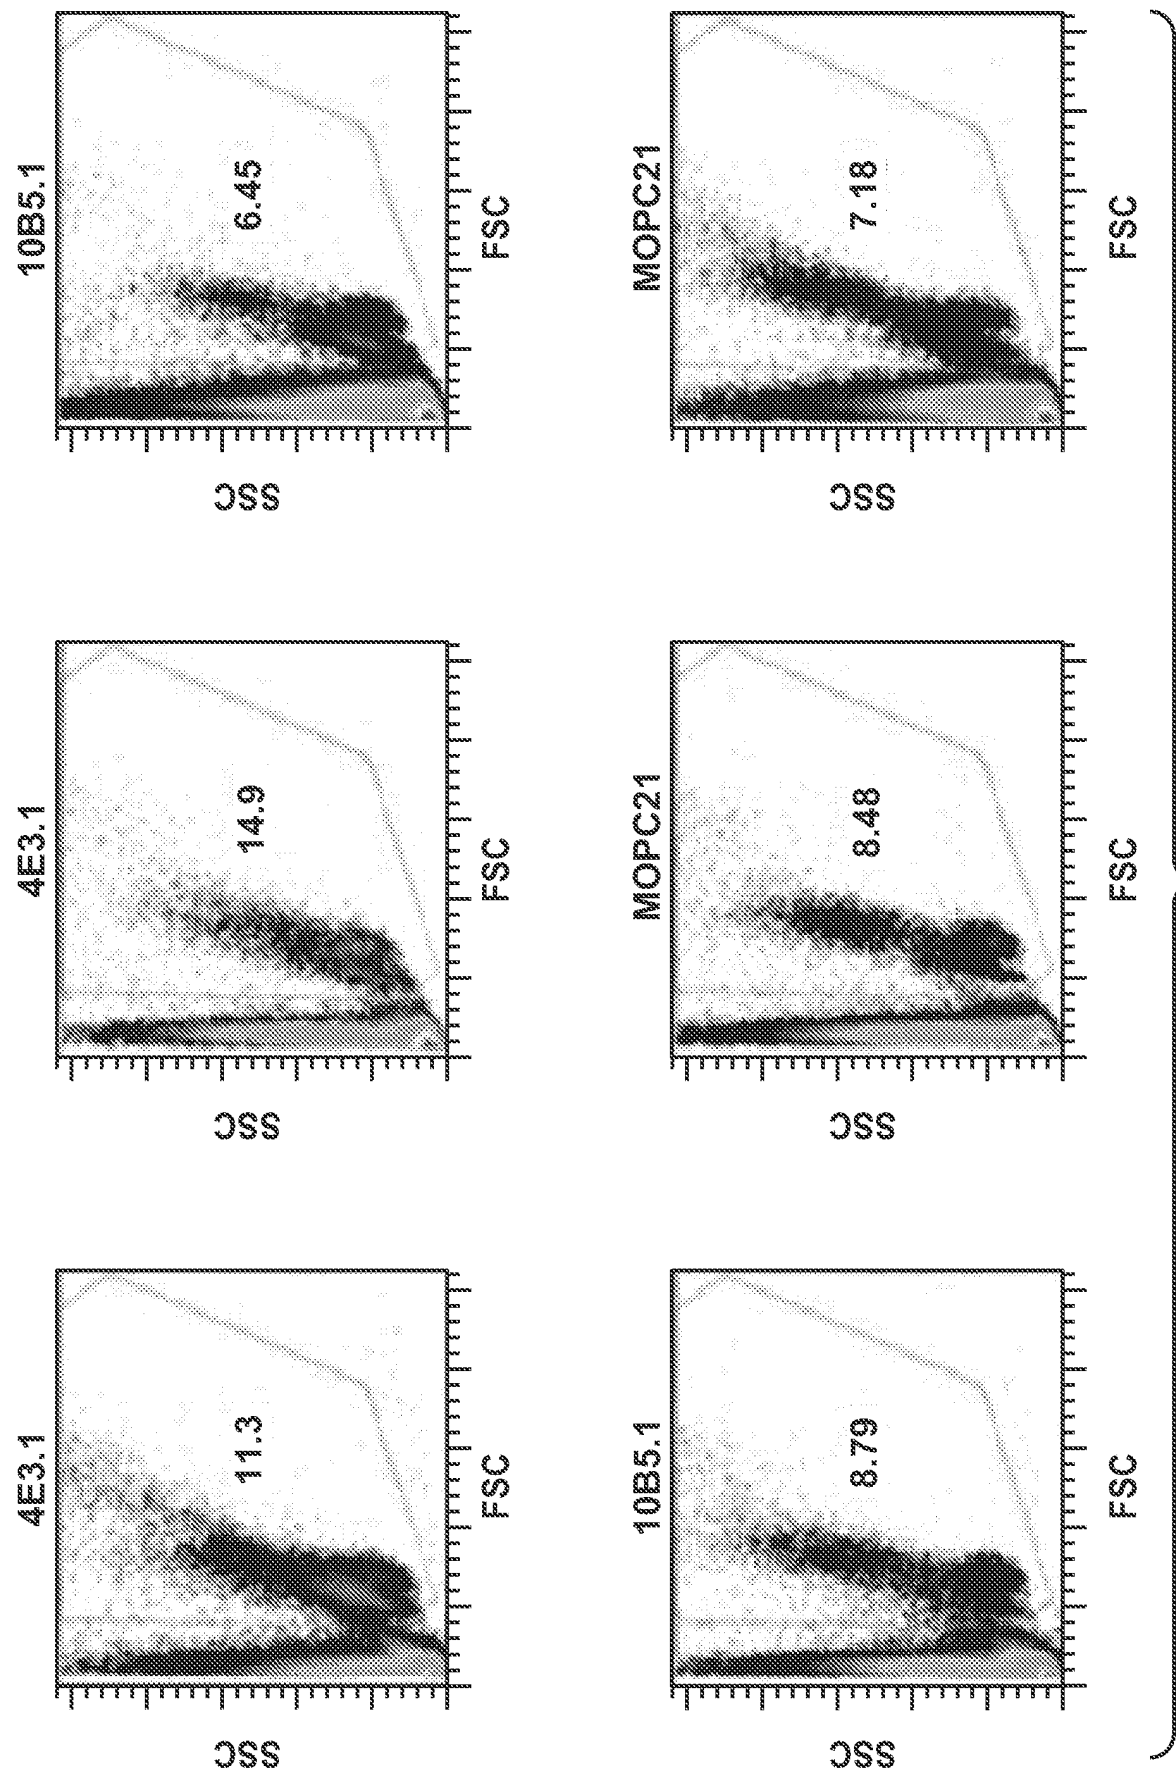 4E3.1
4E3.1
10B5.1
SSC
11.3
SSC
14.9
SSC
6.45
FSC
FSC
FSC
10B5.1
MOPC21
MOPC21
SSC
8.79
SSC
8.48
SSC
7.18
FSC
FSC
FSC